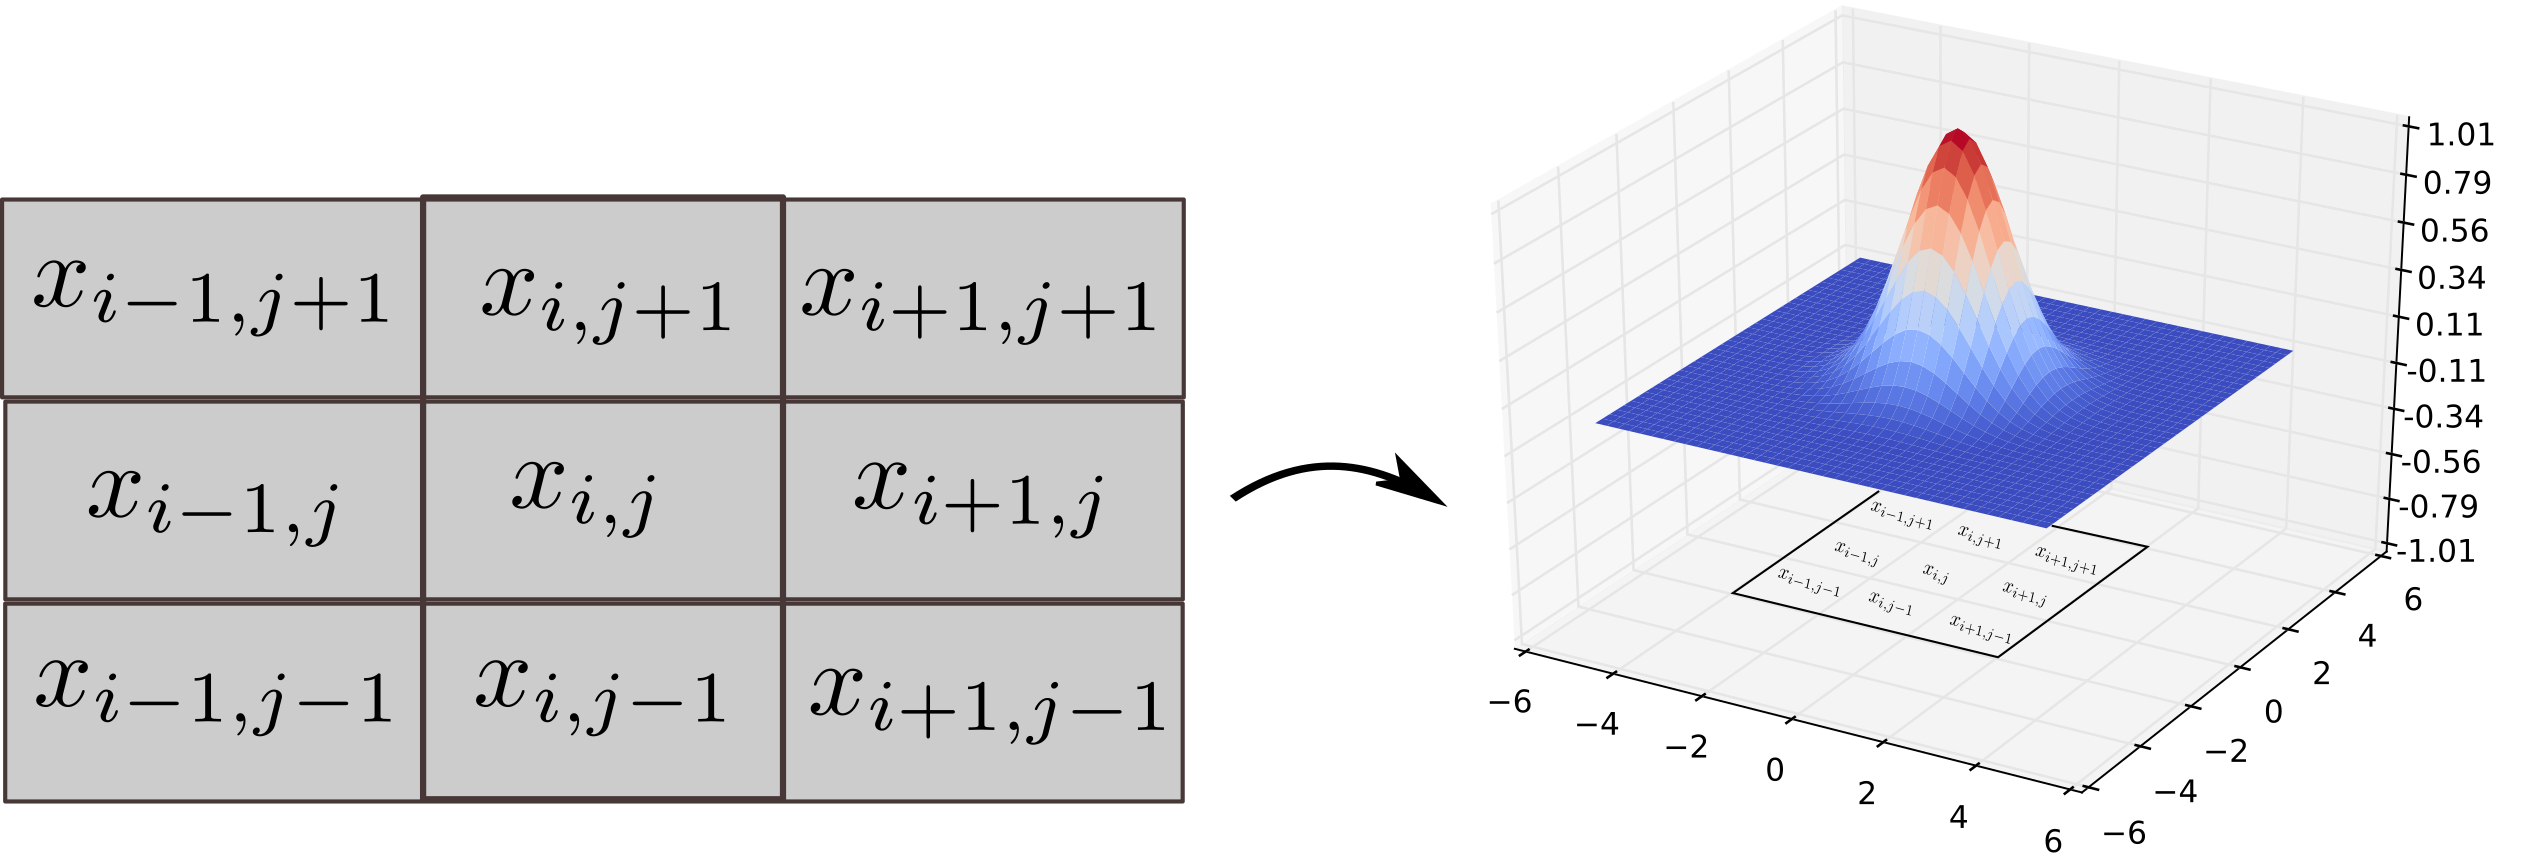 x_{i−1,j+1} x_{i,j+1} x_{i+1,j+1}
x_{i−1,j} x_{i,j} x_{i+1,j}
x_{i−1,j−1} x_{i,j−1} x_{i+1,j−1}
1.01
0.79
0.56
0.34
0.11
-0.11
-0.34
-0.56
-0.79
-1.01
x_{i−1,j+1} x_{i,j+1} x_{i+1,j+1}
x_{i−1,j} x_{i,j} x_{i+1,j}
x_{i−1,j−1} x_{i,j−1} x_{i+1,j−1}
−6 −4 −2 0 2 4 6
−6 −4 −2 0 2 4 6